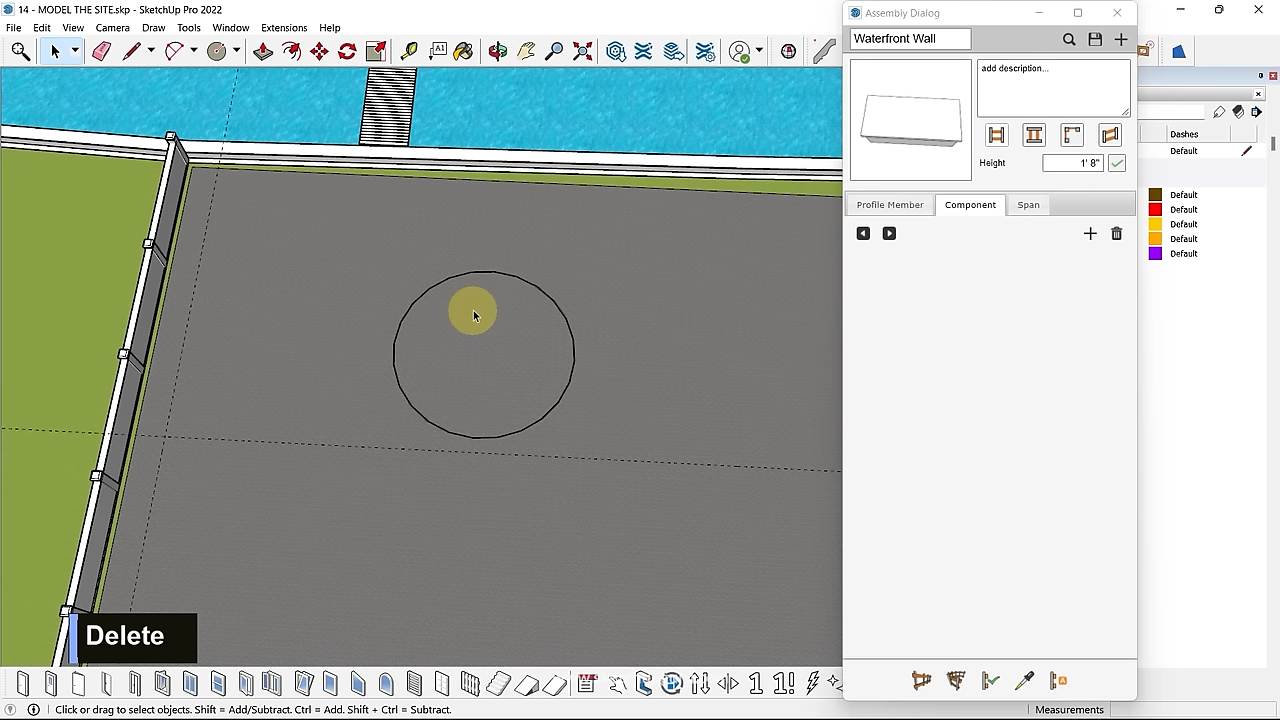 14 - MODEL THE SITE.skp - SketchUp Pro 2022
File Edit View Camera Draw Tools Window Extensions Help
Assembly Dialog
Waterfront Wall
add description...
Height 1' 8"
Profile Member Component Span
Dashes
Default
Default
Default
Default
Default
Default
Delete
Click or drag to select objects. Shift = Add/Subtract. Ctrl = Add. Shift + Ctrl = Subtract.
Measurements